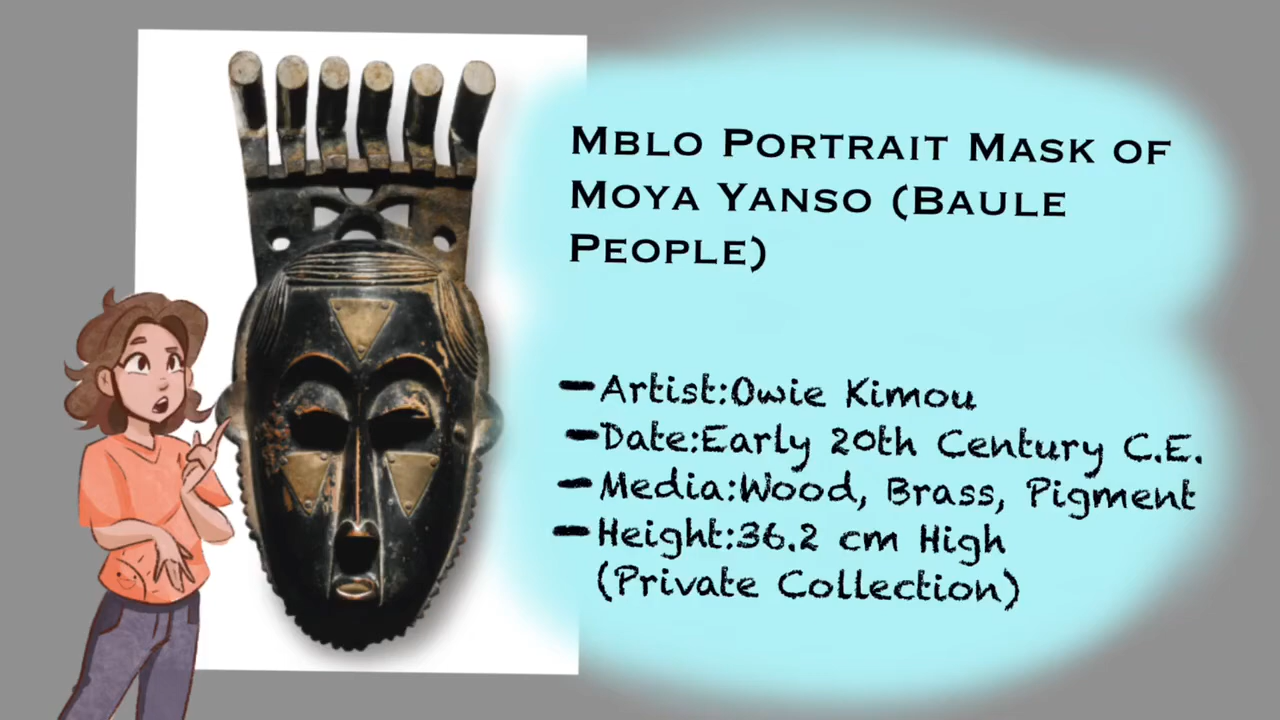 Mblo Portrait Mask of
Moya Yanso (Baule
People)
-Artist:Owie Kimou
-Date:Early 20th Century C.E.
-Media:Wood, Brass, Pigment
-Height:36.2 cm High
(Private Collection)